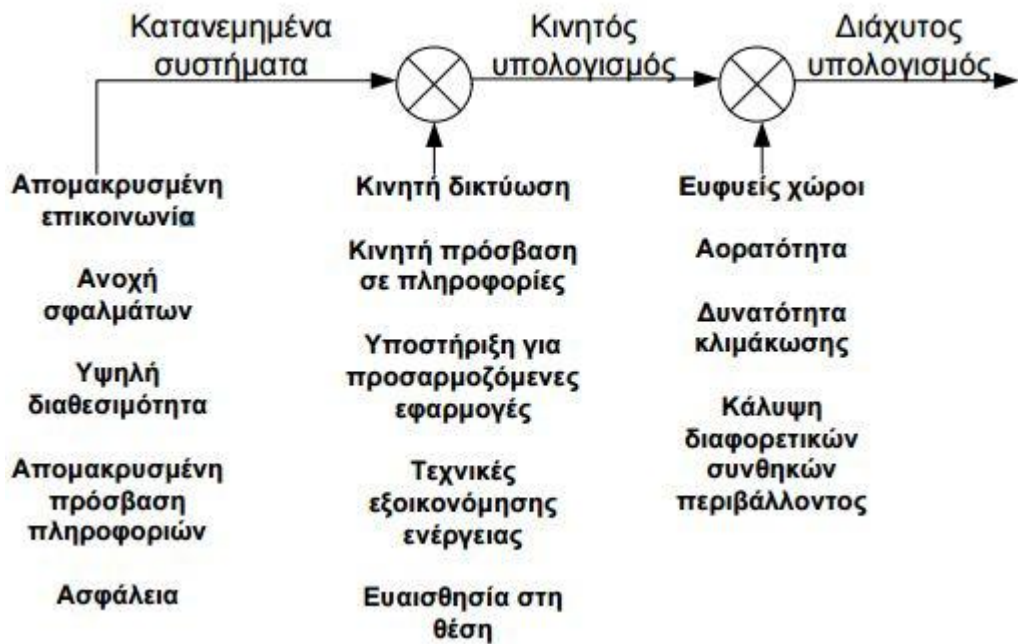 Κατανεμημένα
συστήματα
Κινητός
υπολογισμός
Διάχυτος
υπολογισμός
Απομακρυσμένη
επικοινωνία
Ανοχή
σφαλμάτων
Υψηλή
διαθεσιμότητα
Απομακρυσμένη
πρόσβαση
πληροφοριών
Ασφάλεια
Κινητή δικτύωση
Κινητή πρόσβαση
σε πληροφορίες
Υποστήριξη για
προσαρμοζόμενες
εφαρμογές
Τεχνικές
εξοικονόμησης
ενέργειας
Ευαισθησία στη
θέση
Ευφυείς χώροι
Αορατότητα
Δυνατότητα
κλιμάκωσης
Κάλυψη
διαφορετικών
συνθηκών
περιβάλλοντος